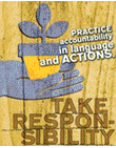 PRACTICE
accountability
in language
and ACTIONS
TAKE
RESPON-
SIBILITY